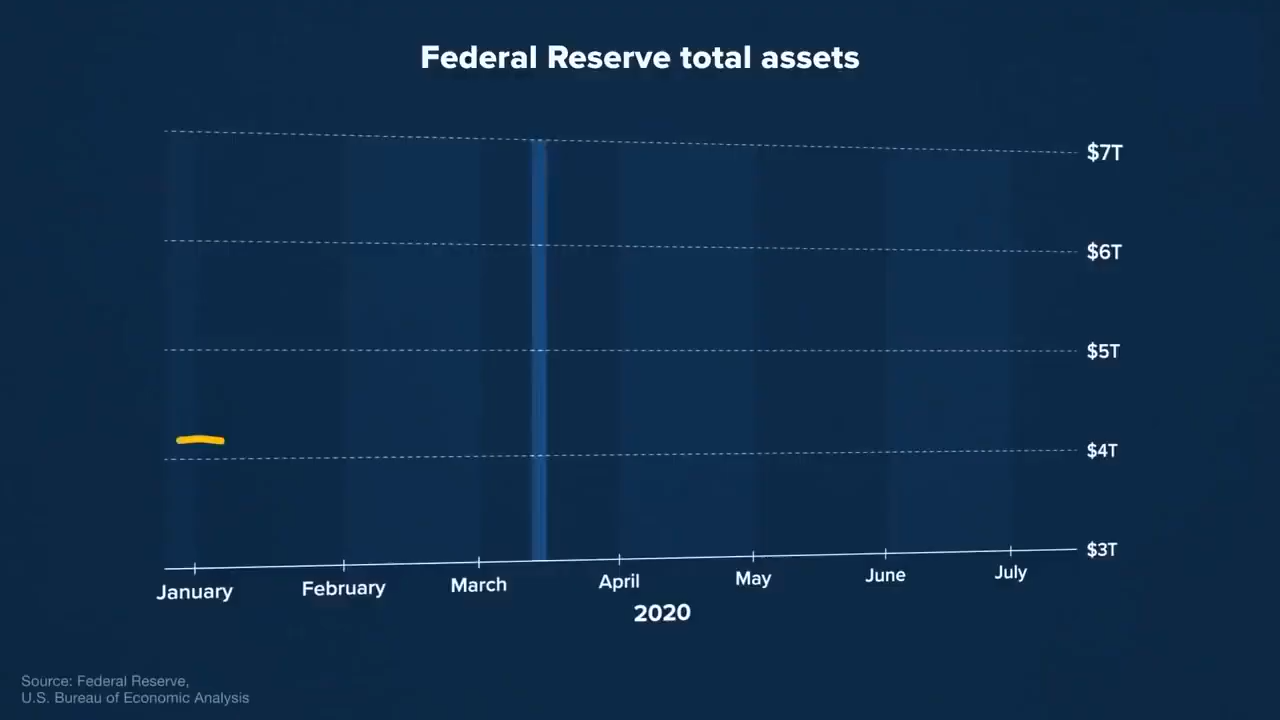 Federal Reserve total assets
$7T
$6T
$5T
$4T
$3T
January February March April May June July
2020
Source: Federal Reserve,
U.S. Bureau of Economic Analysis